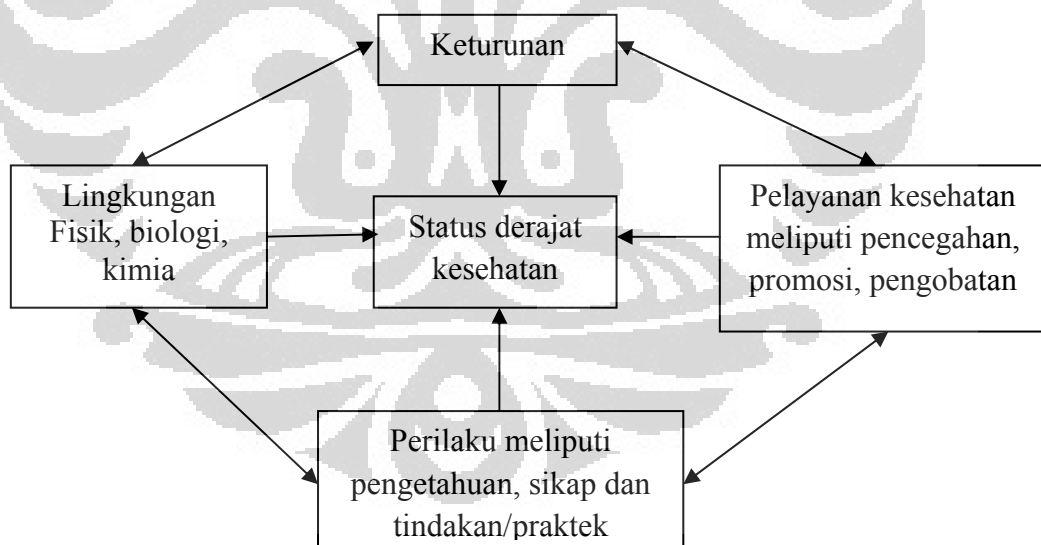 Keturunan
Lingkungan
Fisik, biologi,
kimia
Status derajat
kesehatan
Pelayanan kesehatan
meliputi pencegahan,
promosi, pengobatan
Perilaku meliputi
pengetahuan, sikap dan
tindakan/praktek